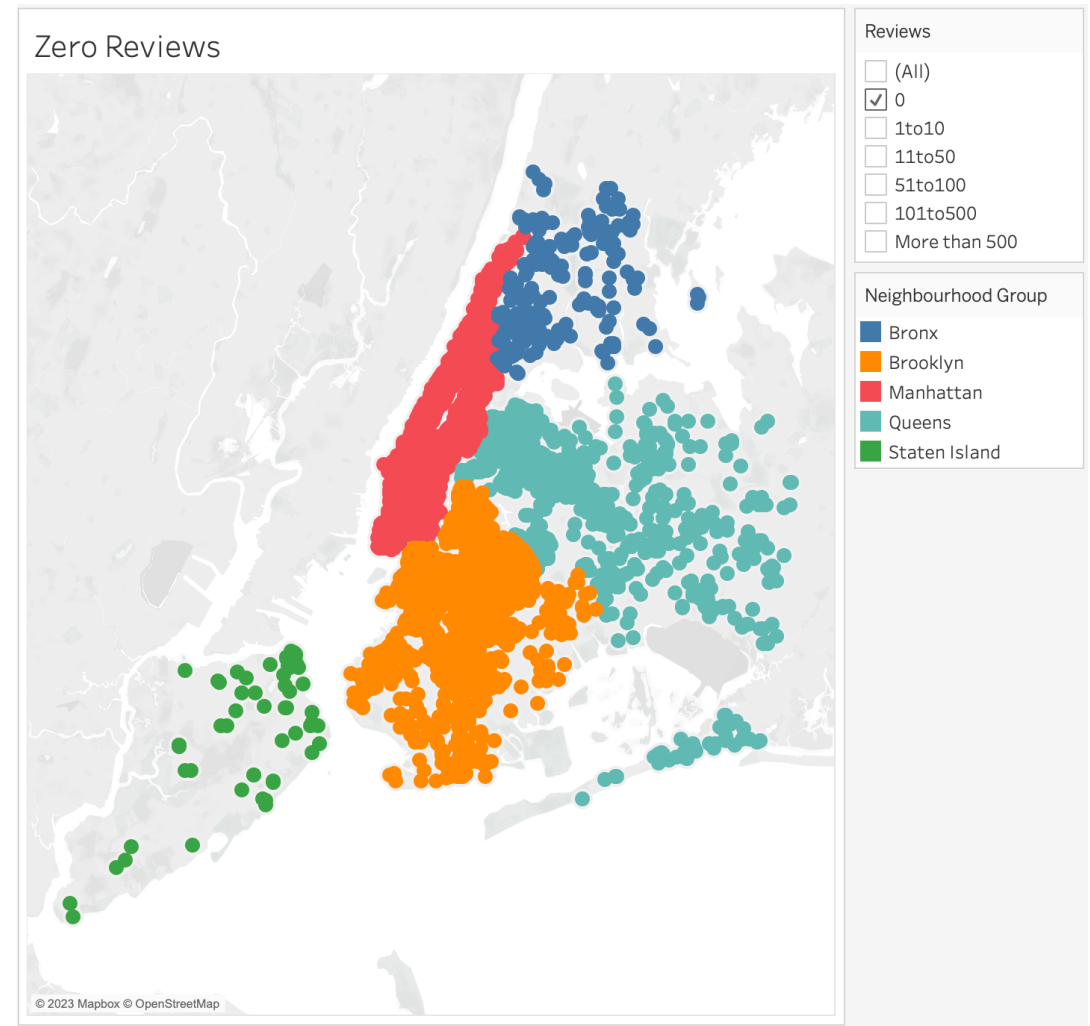 Zero Reviews
© 2023 Mapbox © OpenStreetMap
Reviews
(All)
0
1to10
11to50
51to100
101to500
More than 500
Neighbourhood Group
Bronx
Brooklyn
Manhattan
Queens
Staten Island